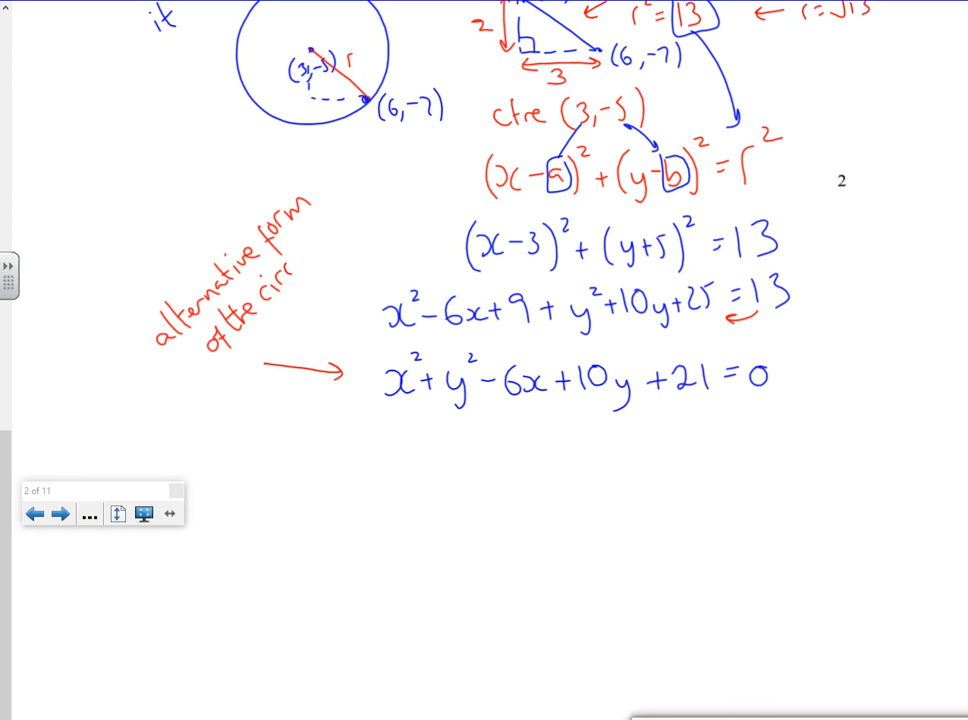 it
(3,-5)
r
(6,-7)
2
3
(6,-7)
r² = 13
← r=√13
ctre (3,-5)
(x-a)² + (y-b)² = r²
2
(x-3)² + (y+5)² = 13
x² - 6x + 9 + y² + 10y + 25 = 13
alternative form
of the circ
x² + y² - 6x + 10y + 21 = 0
2 of 11
...